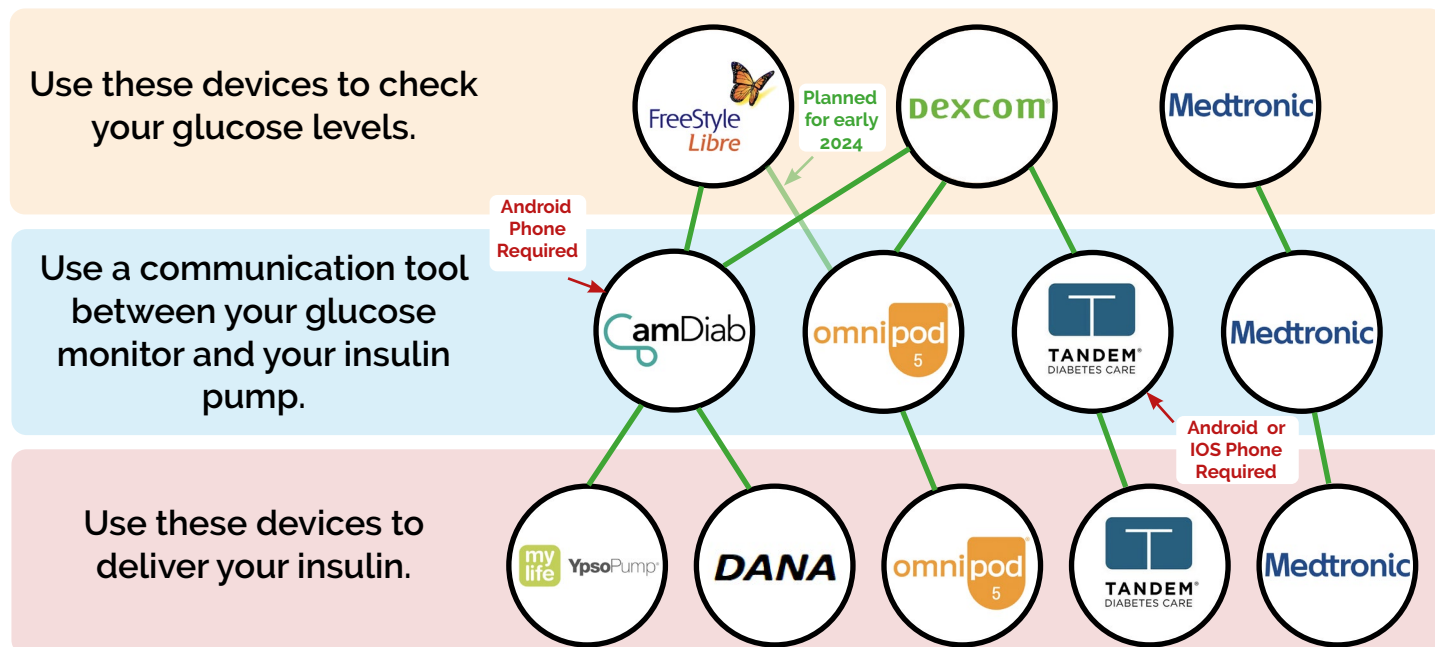 Use these devices to check
your glucose levels.
FreeStyle
Libre
Planned
for early
2024
Dexcom
Medtronic
Android
Phone
Required
Use a communication tool
between your glucose
monitor and your insulin
pump.
CamDiab
omnipod®
5
TANDEM®
DIABETES CARE
Medtronic
Android or
IOS Phone
Required
Use these devices to
deliver your insulin.
my
life
YpsoPump®
DANA
omnipod®
5
TANDEM®
DIABETES CARE
Medtronic